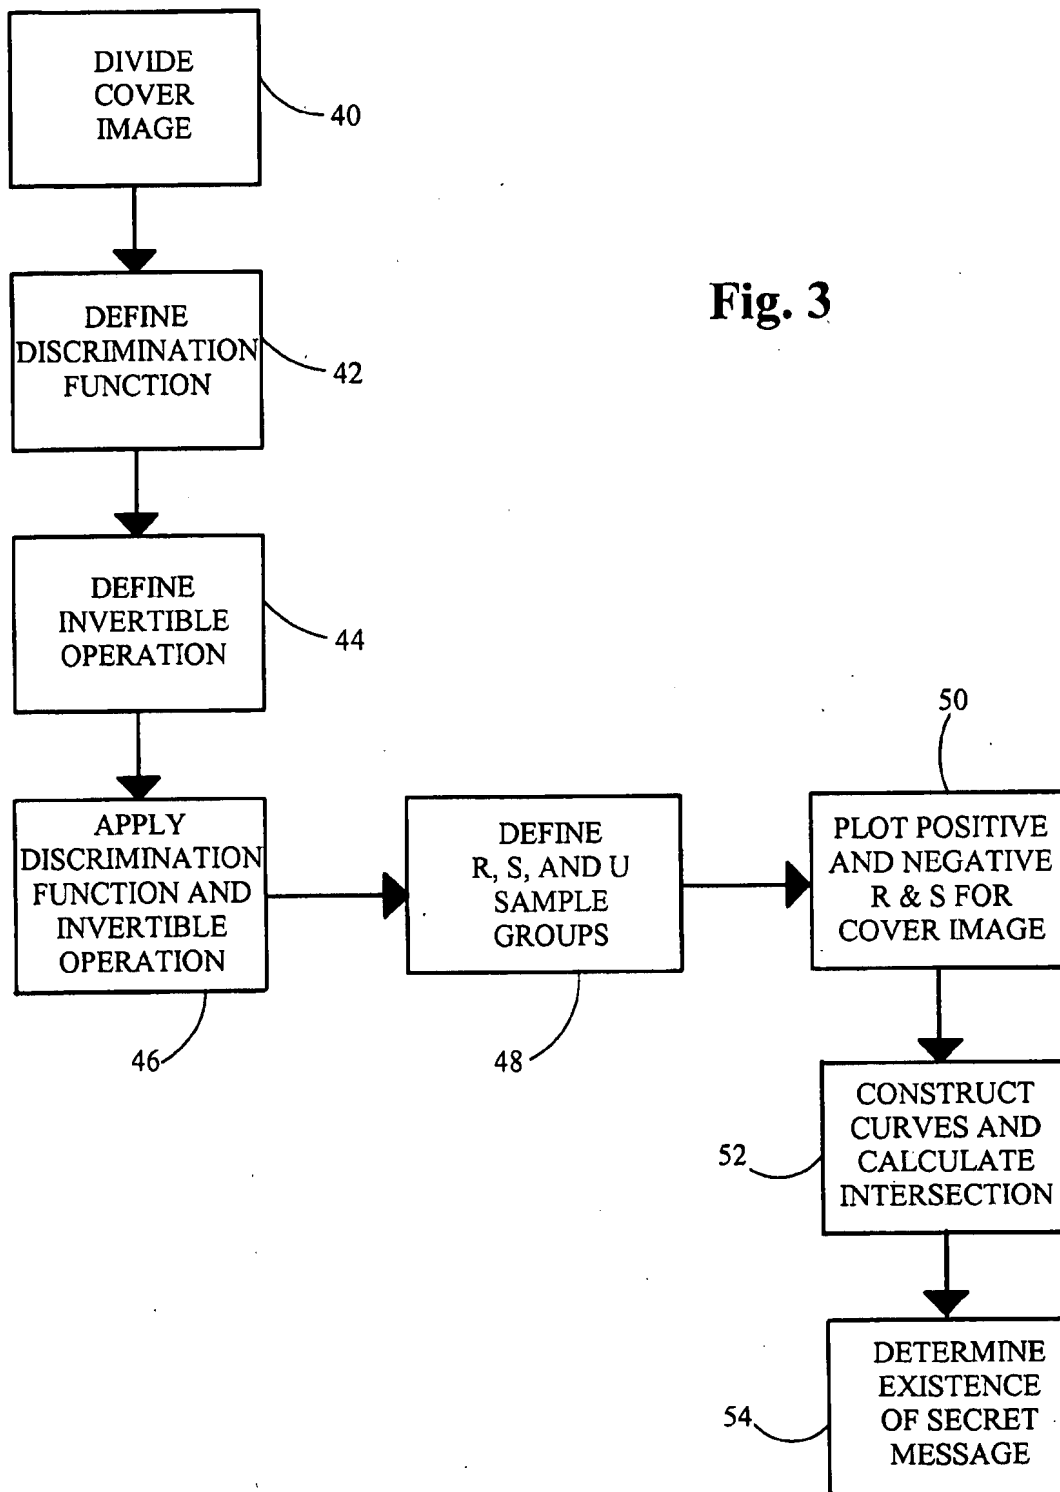 DIVIDE
COVER
IMAGE
40
DEFINE
DISCRIMINATION
FUNCTION
42
Fig. 3
DEFINE
INVERTIBLE
OPERATION
44
APPLY
DISCRIMINATION
FUNCTION AND
INVERTIBLE
OPERATION
46
DEFINE
R, S, AND U
SAMPLE
GROUPS
48
50
PLOT POSITIVE
AND NEGATIVE
R & S FOR
COVER IMAGE
CONSTRUCT
CURVES AND
CALCULATE
INTERSECTION
52
DETERMINE
EXISTENCE
OF SECRET
MESSAGE
54